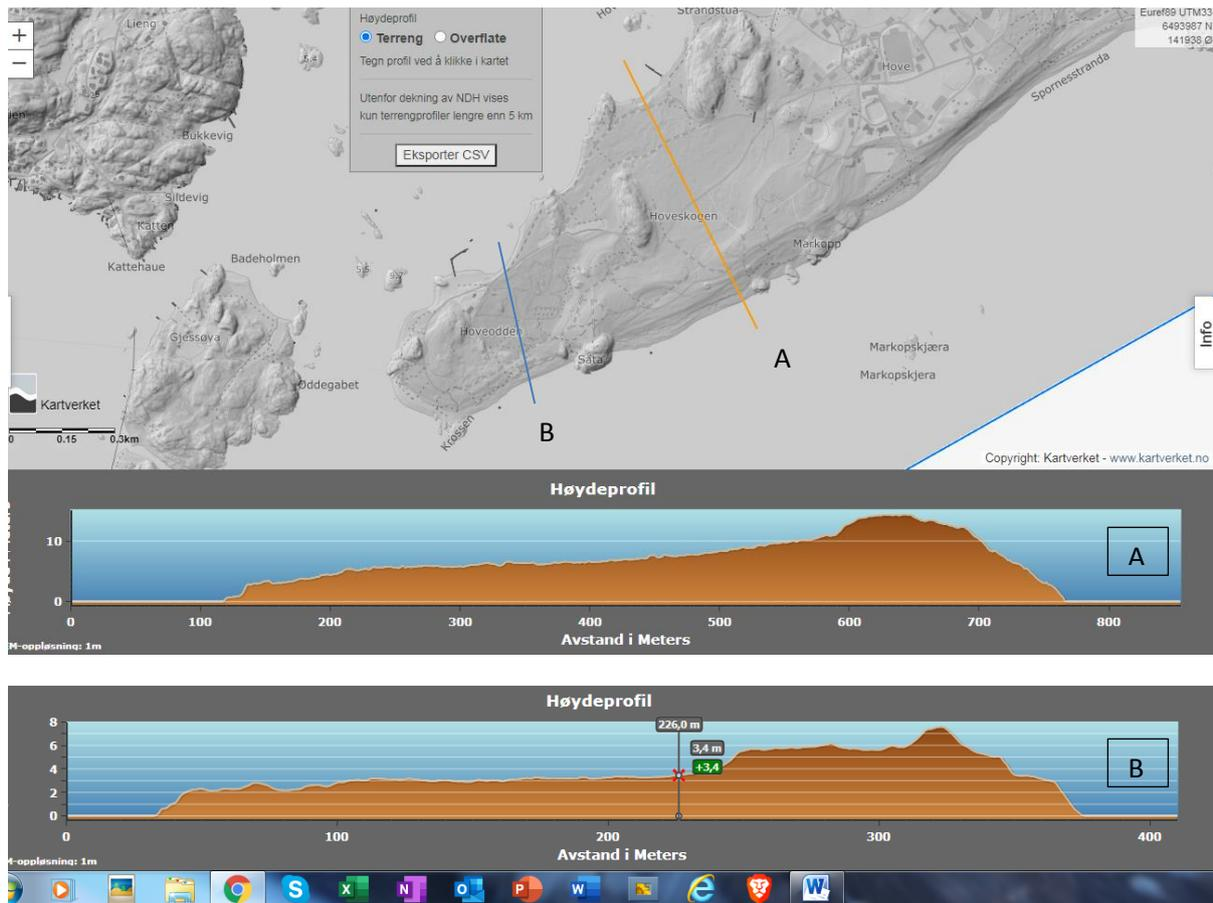 Lieng
Høydeprofil
Terreng Overflate
Tegn profil ved å klikke i kartet
Utenfor dekning av NDH vises
kun terrengprofiler lengre enn 5 km
Eksporter CSV
Strandstua
Euref89 UTM33
6493987 N
141938 Ø
+
−
Hove
Spornesstranda
Bukkevig
Sildevig
Katten
Kattehaue
Badeholmen
5.5
Hoveskogen
Markopp
Gjessøya
Hoveodden
Såta
Oddegabet
Krossen
Markopskjæra
Markopskjera
Info
A
B
Kartverket
0 0.15 0.3km
Copyright: Kartverket - www.kartverket.no
Høydeprofil
10
0
A
0 100 200 300 400 500 600 700 800
Avstand i Meters
M-oppløsning: 1m
Høydeprofil
8
6
4
2
0
226,0 m
3,4 m
+3,4
B
0 100 200 300 400
Avstand i Meters
M-oppløsning: 1m